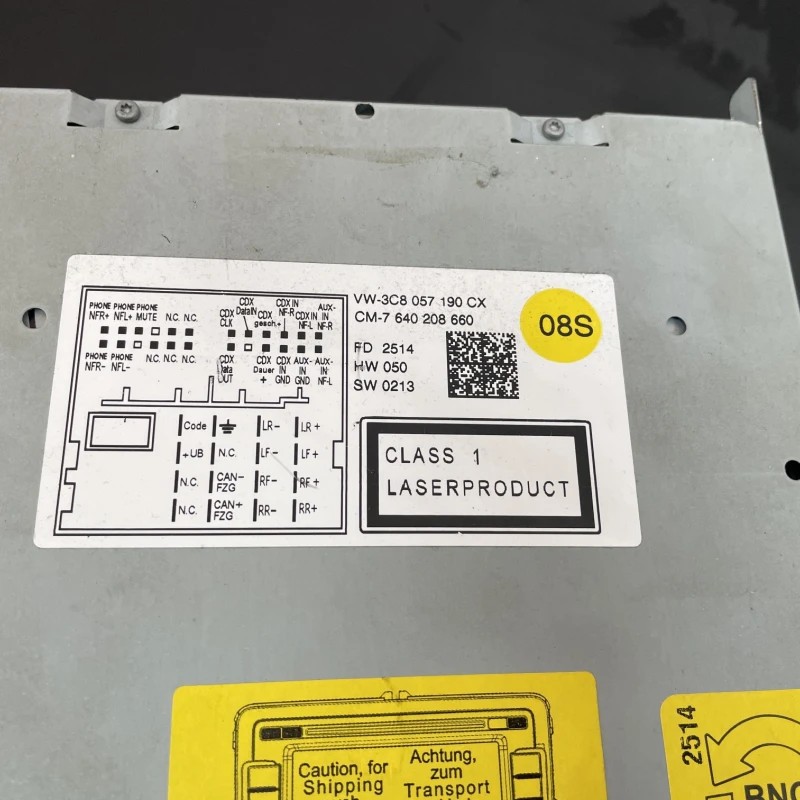 PHONE PHONE PHONE
NFR+ NFL+ MUTE N.C. N.C.
PHONE PHONE
NFR- NFL- N.C. N.C. N.C.
CDX
CLK
CDX
DataIN
CDX
gesch.+
CDX IN
NF-R
CDX IN
NF-L
AUX-
IN
NF-R
CDX
Data
OUT
CDX
Dauer
+
CDX
IN
GND
AUX-
IN
GND
AUX-
IN
NF-L
Code LR- LR+
+UB N.C. LF- LF+
N.C. CAN-
FZG RF- RF+
N.C. CAN+
FZG RR- RR+
VW-3C8 057 190 CX
CM-7 640 208 660
FD 2514
HW 050
SW 0213
08S
CLASS 1
LASERPRODUCT
Caution, for
Shipping
Achtung,
zum
Transport
2514